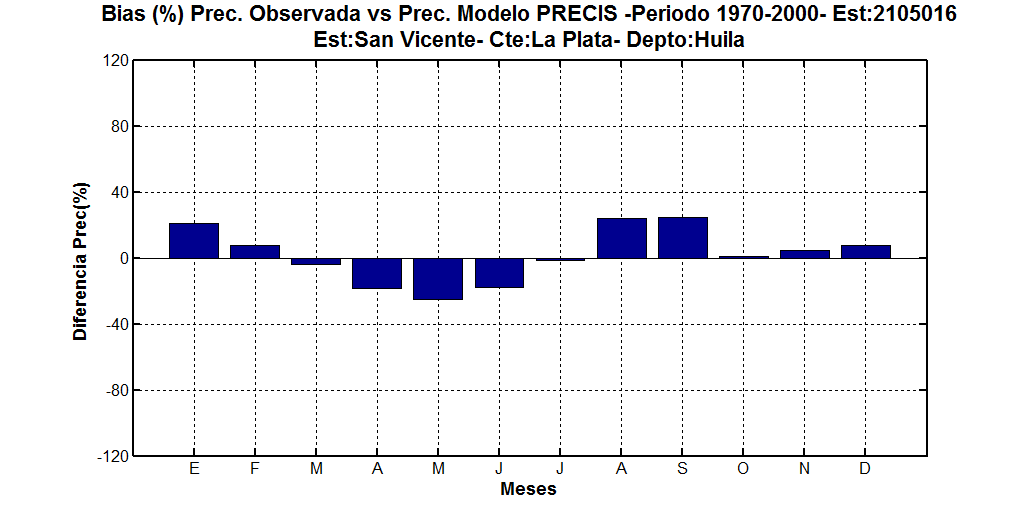 Bias (%) Prec. Observada vs Prec. Modelo PRECIS -Periodo 1970-2000- Est:2105016
Est:San Vicente- Cte:La Plata- Depto:Huila
120
80
40
0
-40
-80
-120
Diferencia Prec(%)
E F M A M J J A S O N D
Meses